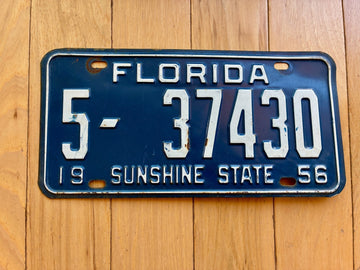 FLORIDA
5- 37430
19 SUNSHINE STATE 56